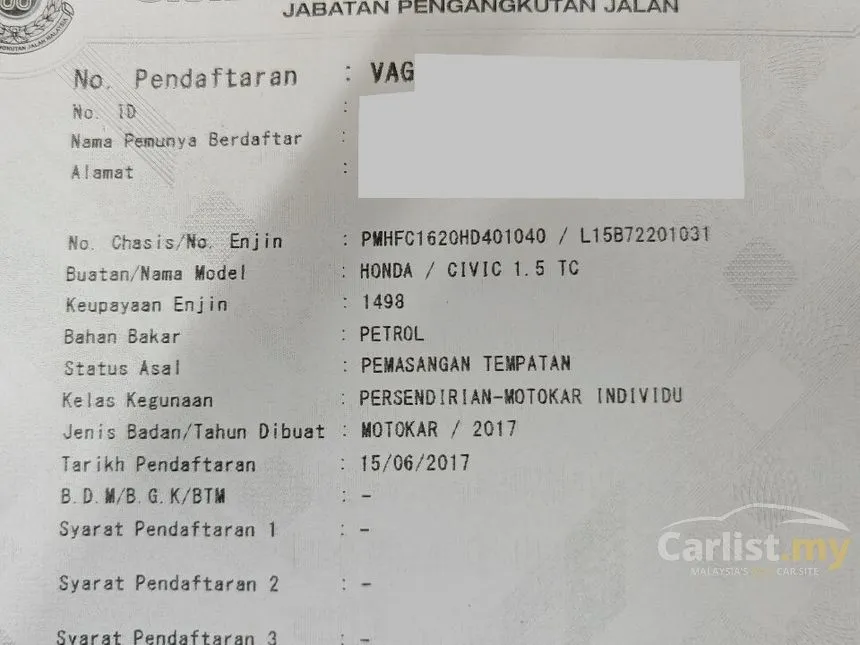 JABATAN PENGANGKUTAN JALAN
No. Pendaftaran : VAG
No. ID :
Nama Pemunya Berdaftar :
Alamat :
No. Chasis/No. Enjin : PMHFC1620HD401040 / L15B72201031
Buatan/Nama Model : HONDA / CIVIC 1.5 TC
Keupayaan Enjin : 1498
Bahan Bakar : PETROL
Status Asal : PEMASANGAN TEMPATAN
Kelas Kegunaan : PERSENDIRIAN-MOTOKAR INDIVIDU
Jenis Badan/Tahun Dibuat : MOTOKAR / 2017
Tarikh Pendaftaran : 15/06/2017
B.D.M/B.G.K/BTM : -
Syarat Pendaftaran 1 : -
Syarat Pendaftaran 2 : -
Syarat Pendaftaran 3 : -
Carlist.my
MALAYSIA'S NO.1 CAR SITE